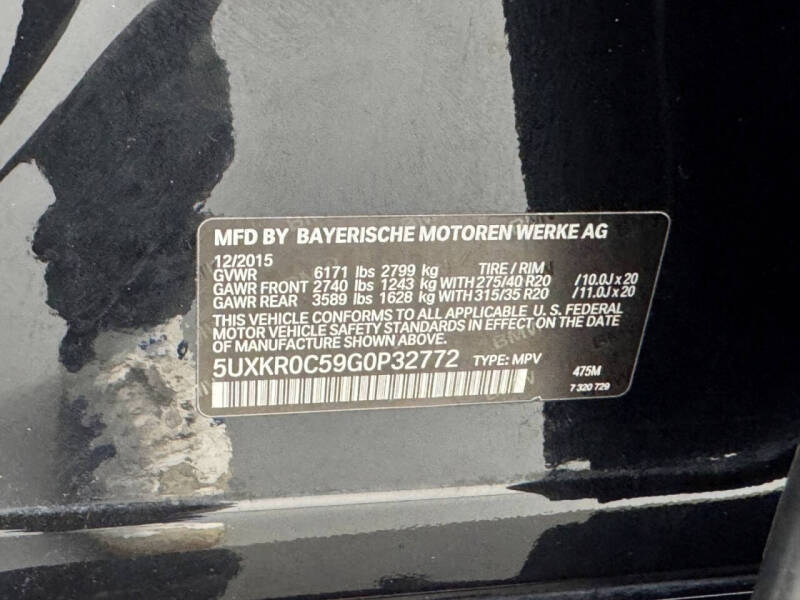 MFD BY BAYERISCHE MOTOREN WERKE AG
12/2015
GVWR 6171 lbs 2799 kg TIRE / RIM
GAWR FRONT 2740 lbs 1243 kg WITH 275/40 R20 /10.0J x 20
GAWR REAR 3589 lbs 1628 kg WITH 315/35 R20 /11.0J x 20
THIS VEHICLE CONFORMS TO ALL APPLICABLE U. S. FEDERAL
MOTOR VEHICLE SAFETY STANDARDS IN EFFECT ON THE DATE
OF MANUFACTURE SHOWN ABOVE.
5UXKR0C59G0P32772 TYPE: MPV
475M
7 320 729